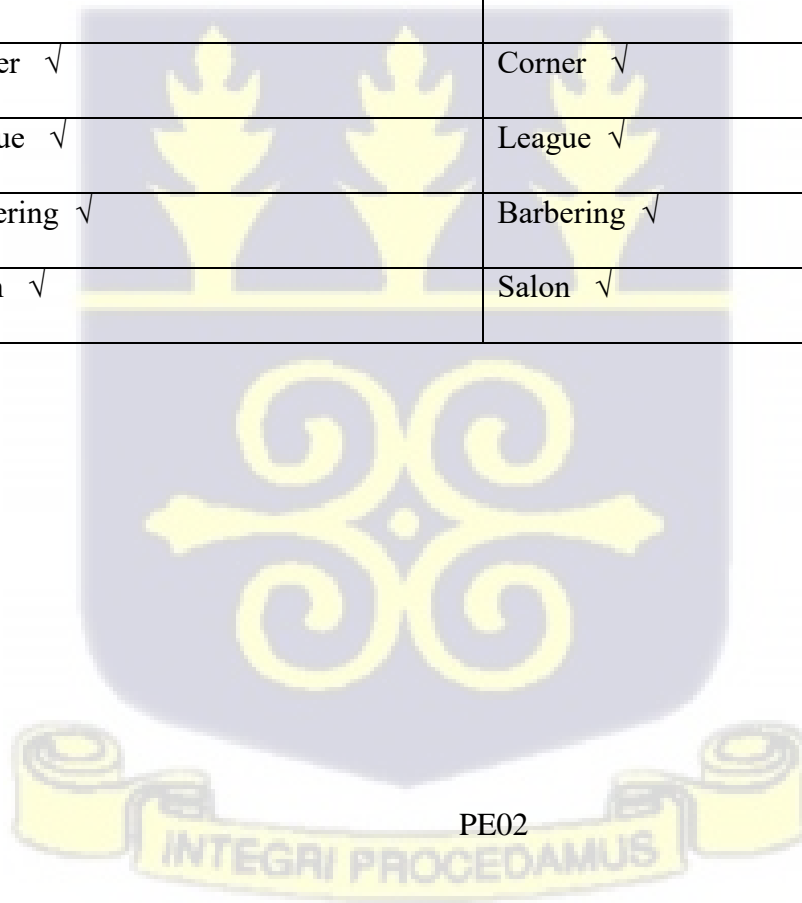 er √ Corner √
ue √ League √
ering √ Barbering √
n √ Salon √
PE02
INTEGRI PROCEDAMUS